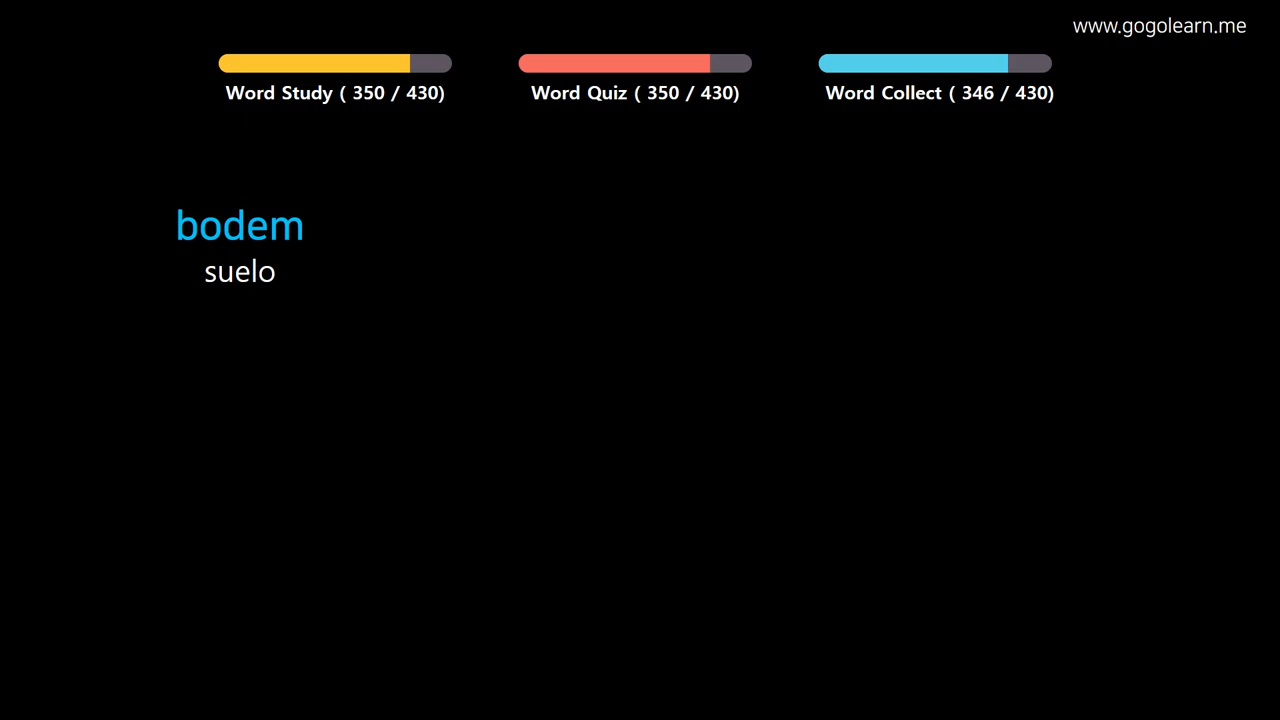 www.gogolearn.me
Word Study ( 350 / 430)
Word Quiz ( 350 / 430)
Word Collect ( 346 / 430)
bodem
suelo